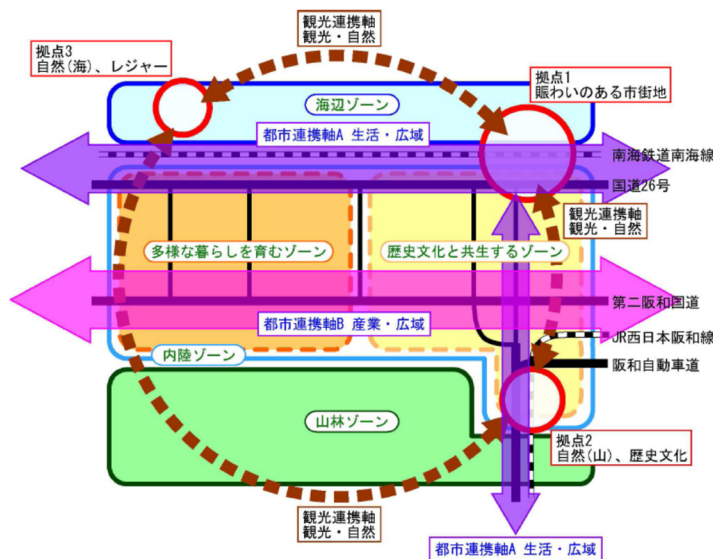 観光連携軸
観光・自然
拠点3
自然(海)、レジャー
拠点1
賑わいのある市街地
海辺ゾーン
都市連携軸A 生活・広域
南海鉄道南海線
国道26号
観光連携軸
観光・自然
多様な暮らしを育むゾーン
歴史文化と共生するゾーン
第二阪和国道
都市連携軸B 産業・広域
JR西日本阪和線
内陸ゾーン
阪和自動車道
山林ゾーン
拠点2
自然(山)、歴史文化
観光連携軸
観光・自然
都市連携軸A 生活・広域